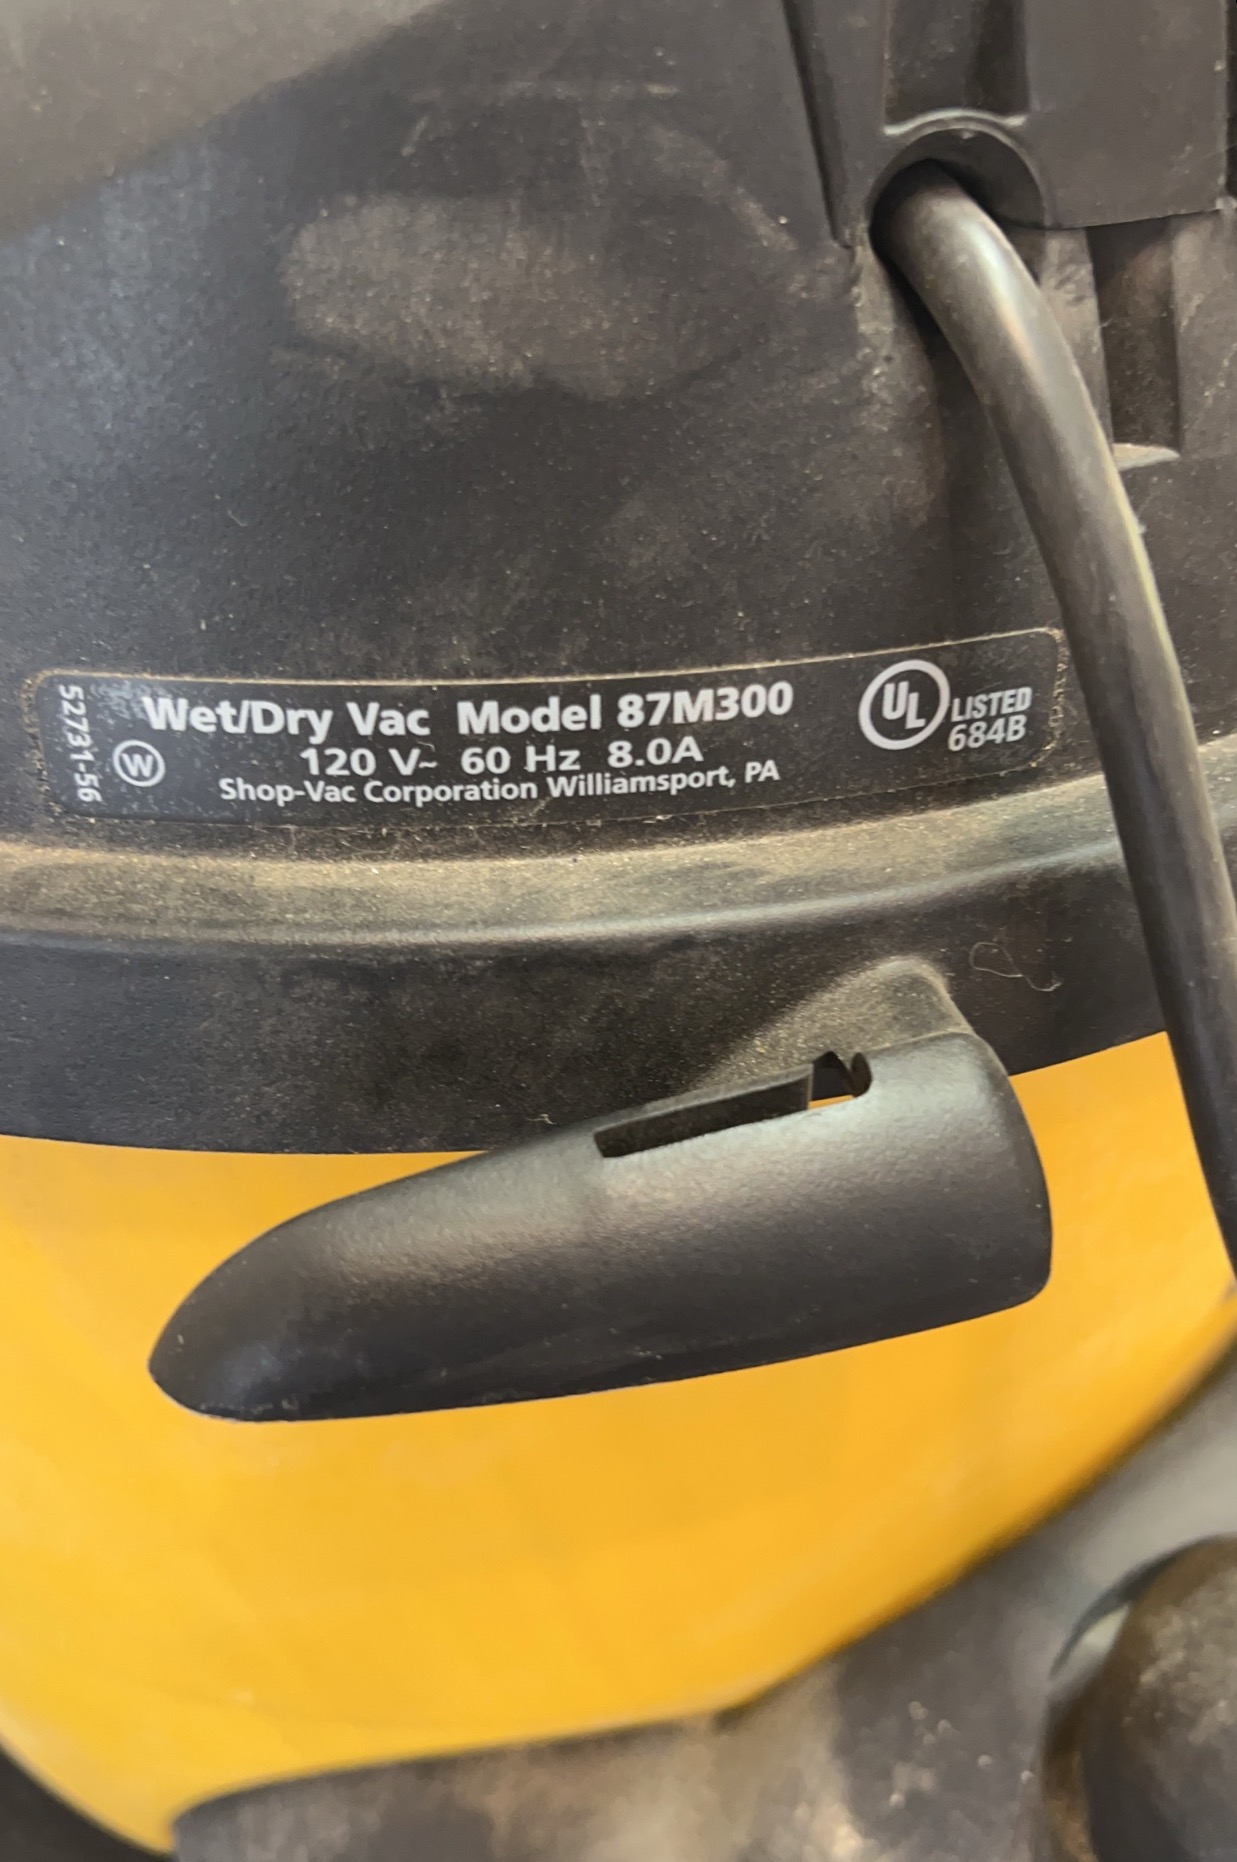 52731-56
W
Wet/Dry Vac Model 87M300
120 V~ 60 Hz 8.0A
Shop-Vac Corporation Williamsport, PA
UL
LISTED
684B